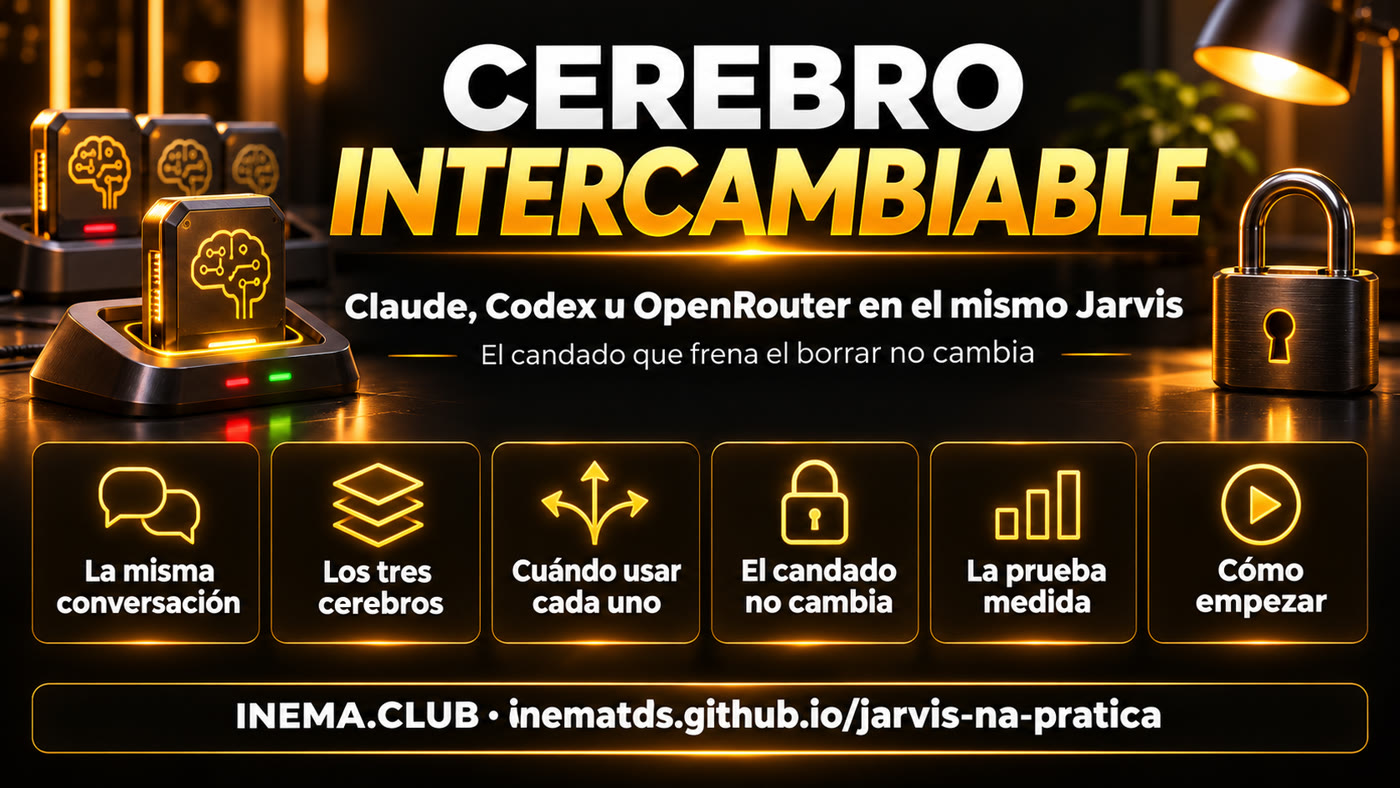 CEREBRO
INTERCAMBIABLE
Claude, Codex u OpenRouter en el mismo Jarvis
El candado que frena el borrar no cambia
La misma
conversación
Los tres
cerebros
Cuándo usar
cada uno
El candado
no cambia
La prueba
medida
Cómo
empezar
INEMA.CLUB · inematds.github.io/jarvis-na-pratica